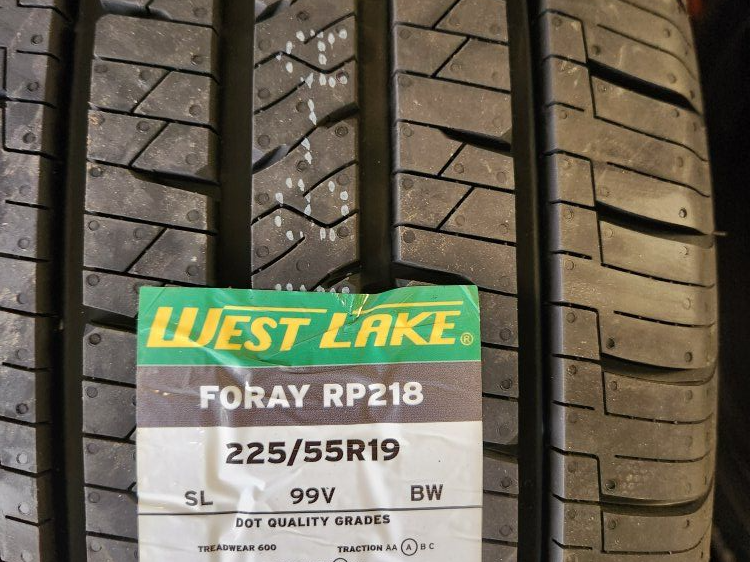 WEST LAKE®
FORAY RP218
225/55R19
SL 99V BW
DOT QUALITY GRADES
TREADWEAR 600 TRACTION AA A B C